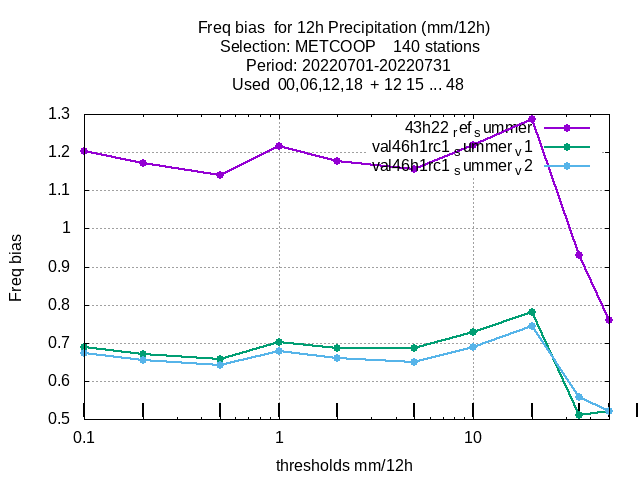 Freq bias for 12h Precipitation (mm/12h)
Selection: METCOOP 140 stations
Period: 20220701-20220731
Used 00,06,12,18 + 12 15 ... 48
43h22 ref summer
val46h1rc1 summer v1
val46h1rc1 summer v2
1.3
1.2
1.1
1
0.9
0.8
0.7
0.6
0.5
Freq bias
0.1 1 10
thresholds mm/12h